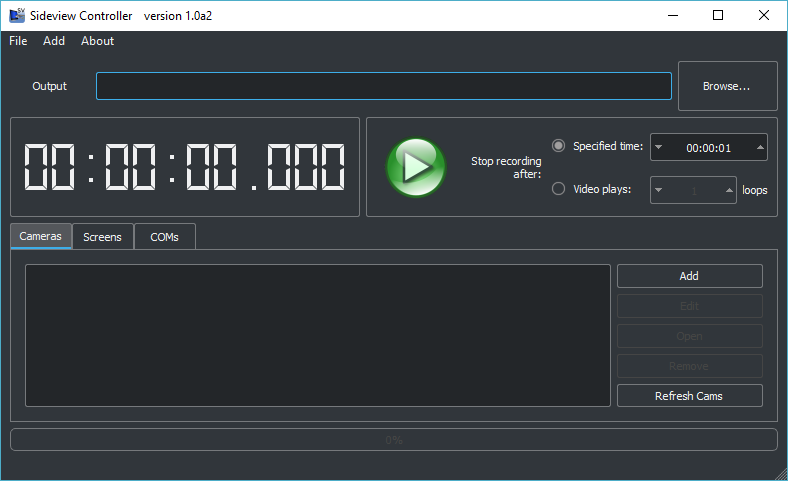 Sideview Controller version 1.0a2
File Add About
Output
Browse...
00:00:00.000
Stop recording after:
Specified time:
00:00:01
Video plays:
1
loops
Cameras Screens COMs
Add
Edit
Open
Remove
Refresh Cams
0%